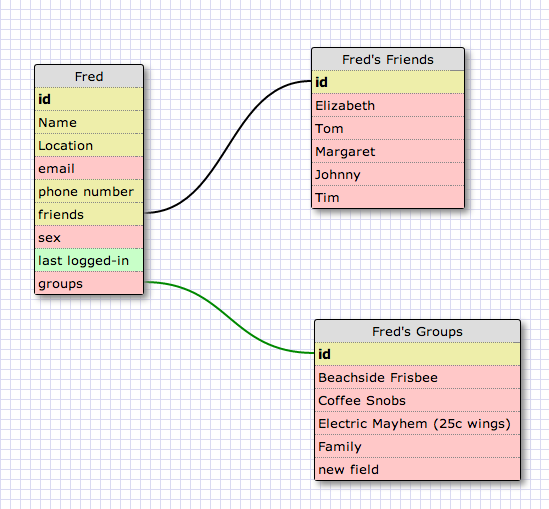 Fred
id
Name
Location
email
phone number
friends
sex
last logged-in
groups
Fred's Friends
id
Elizabeth
Tom
Margaret
Johnny
Tim
Fred's Groups
id
Beachside Frisbee
Coffee Snobs
Electric Mayhem (25c wings)
Family
new field